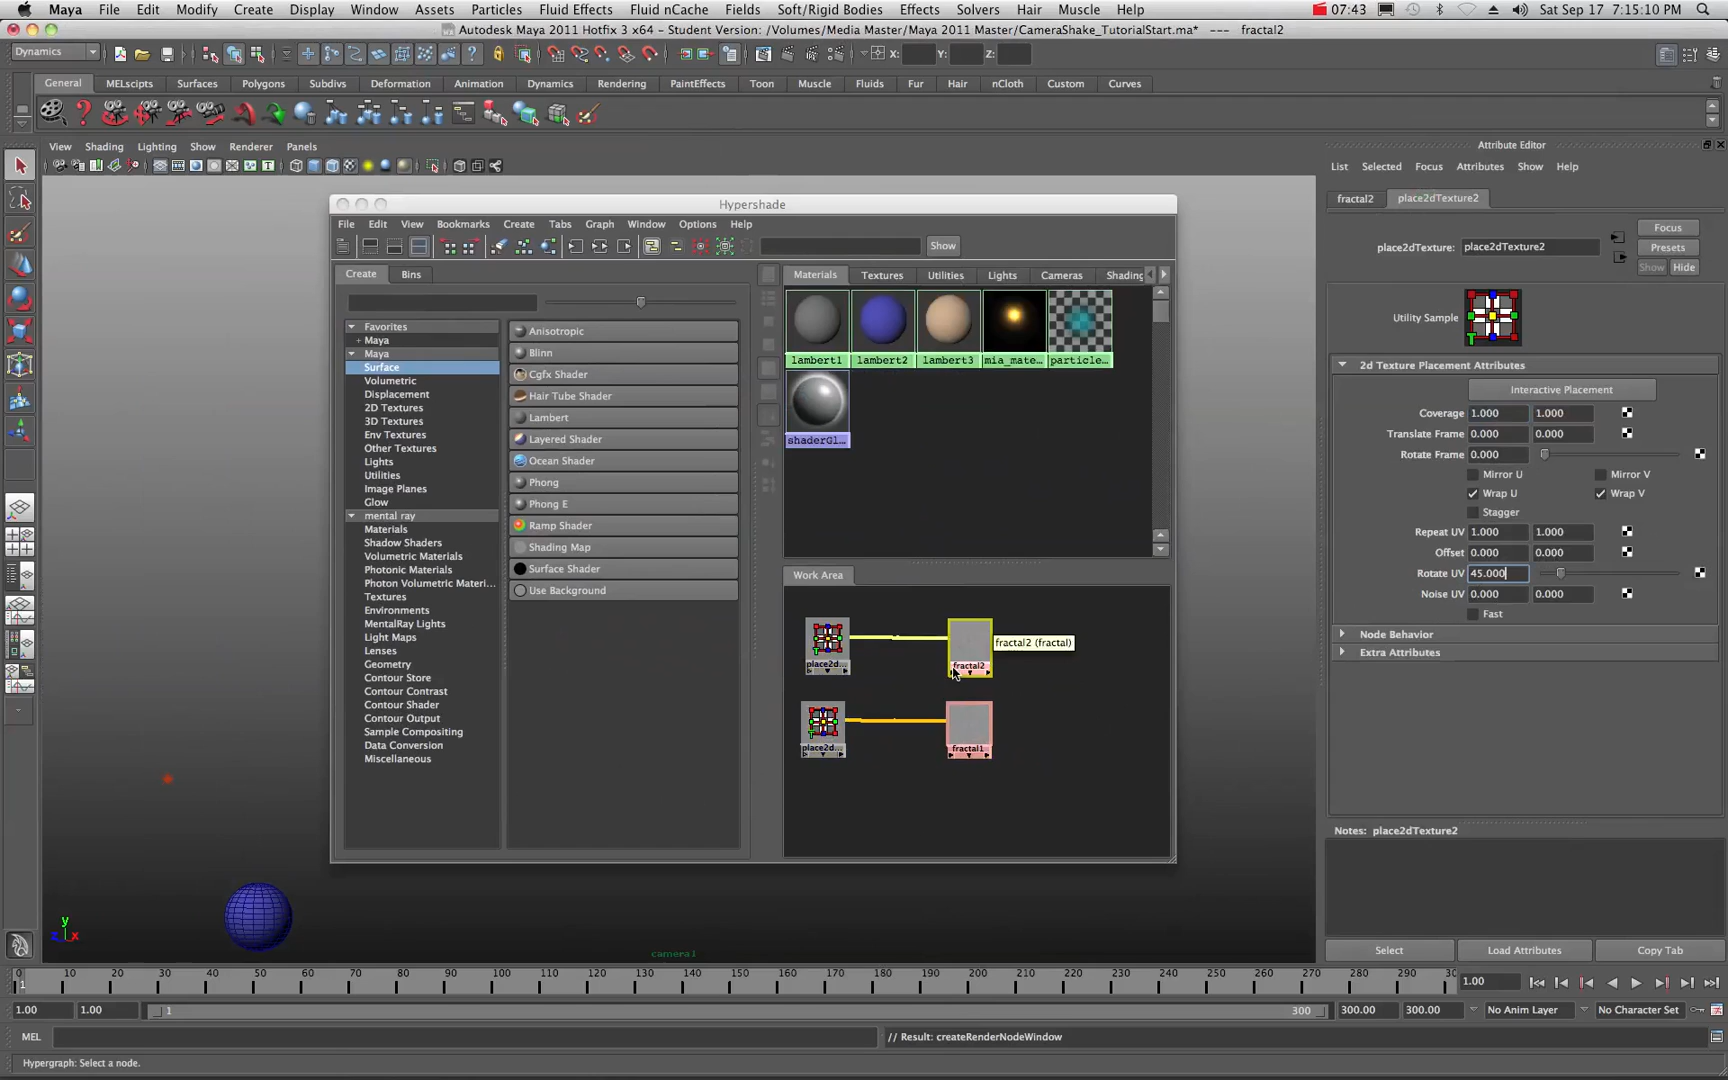 Maya File Edit Modify Create Display Window Assets Particles Fluid Effects Fluid nCache Fields Soft/Rigid Bodies Effects Solvers Hair Muscle Help 07:43 Sat Sep 17 7:15:10 PM
Autodesk Maya 2011 Hotfix 3 x64 - Student Version: /Volumes/Media Master/Maya 2011 Master/CameraShake_TutorialStart.ma* --- fractal2
Dynamics X: Y: Z:
General MELscipts Surfaces Polygons Subdivs Deformation Animation Dynamics Rendering PaintEffects Toon Muscle Fluids Fur Hair nCloth Custom Curves
View Shading Lighting Show Renderer Panels
Hypershade
File Edit View Bookmarks Create Tabs Graph Window Options Help
Show
Create Bins
Favorites
+ Maya
Maya
Surface
Volumetric
Displacement
2D Textures
3D Textures
Env Textures
Other Textures
Lights
Utilities
Image Planes
Glow
mental ray
Materials
Shadow Shaders
Volumetric Materials
Photonic Materials
Photon Volumetric Materi...
Textures
Environments
MentalRay Lights
Light Maps
Lenses
Geometry
Contour Store
Contour Contrast
Contour Shader
Contour Output
Sample Compositing
Data Conversion
Miscellaneous
Anisotropic
Blinn
Cgfx Shader
Hair Tube Shader
Lambert
Layered Shader
Ocean Shader
Phong
Phong E
Ramp Shader
Shading Map
Surface Shader
Use Background
Materials Textures Utilities Lights Cameras Shading
lambert1 lambert2 lambert3 mia_mate... particle...
shaderGl...
Work Area
place2d... fractal2
fractal2 (fractal)
place2d... fractal1
Attribute Editor
List Selected Focus Attributes Show Help
fractal2 place2dTexture2
Focus
place2dTexture: place2dTexture2 Presets
Show Hide
Utility Sample
2d Texture Placement Attributes
Interactive Placement
Coverage 1.000 1.000
Translate Frame 0.000 0.000
Rotate Frame 0.000
Mirror U Mirror V
Wrap U Wrap V
Stagger
Repeat UV 1.000 1.000
Offset 0.000 0.000
Rotate UV 45.000
Noise UV 0.000 0.000
Fast
Node Behavior
Extra Attributes
Notes: place2dTexture2
Select Load Attributes Copy Tab
y
z x
camera1
0 10 20 30 40 50 60 70 80 90 100 110 120 130 140 150 160 170 180 190 200 210 220 230 240 250 260 270 280 290 30
1
1.00
1.00 1.00 1 300 300.00 300.00 No Anim Layer No Character Set
MEL // Result: createRenderNodeWindow
Hypergraph: Select a node.